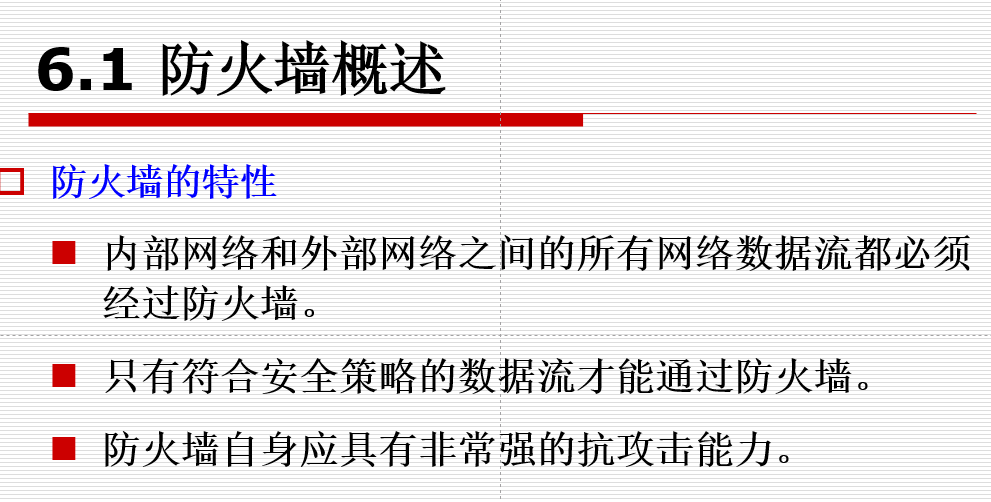 6.1 防火墙概述
防火墙的特性
内部网络和外部网络之间的所有网络数据流都必须
经过防火墙。
只有符合安全策略的数据流才能通过防火墙。
防火墙自身应具有非常强的抗攻击能力。